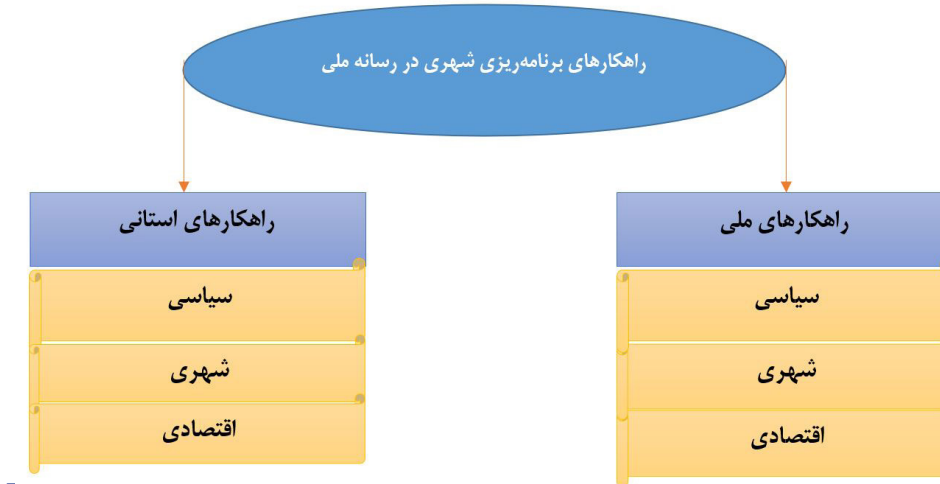 راهکارهای برنامه‌ریزی شهری در رسانه ملی
راهکارهای ملی
سیاسی
شهری
اقتصادی
راهکارهای استانی
سیاسی
شهری
اقتصادی